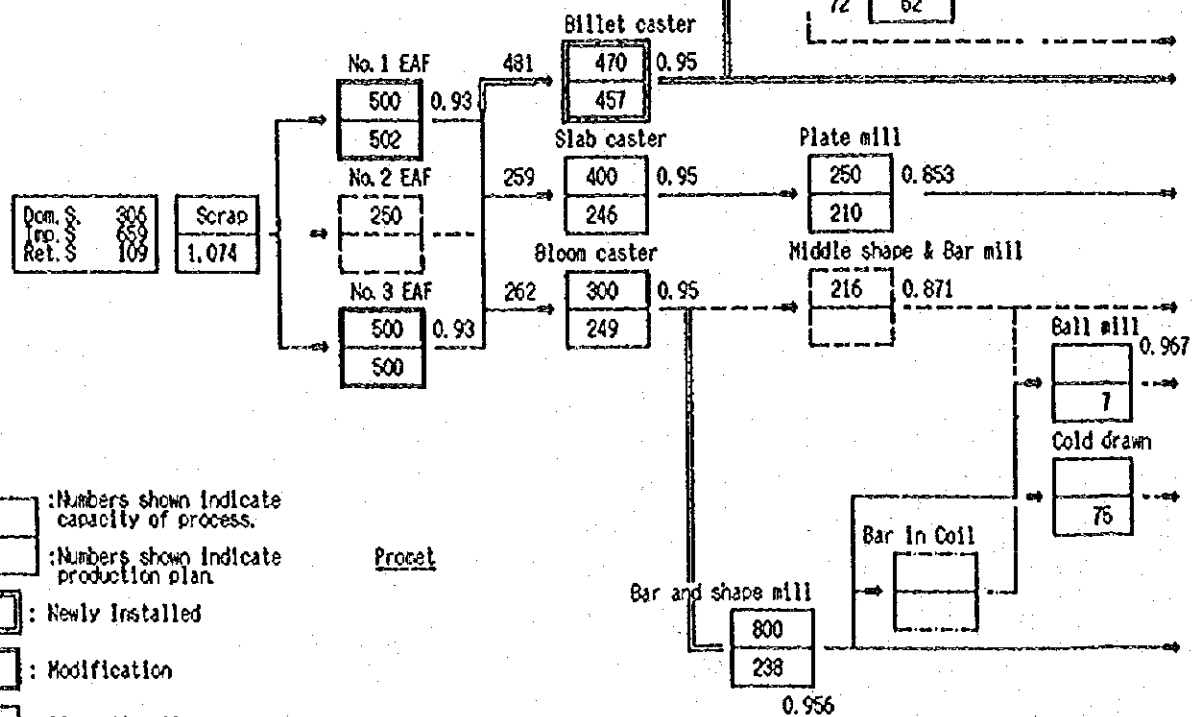 72 62
Billet caster
481 470 0.95
457
No. 1 EAF
500 0.93
502
Slab caster
259 400 0.95
246
Plate mill
250 0.853
210
No. 2 EAF
250
Dom. S. 306
Imp. S 659
Ret. S 109
Scrap
1,074
Bloom caster
262 300 0.95
249
Middle shape & Bar mill
216 0.871
No. 3 EAF
500 0.93
500
Ball mill
0.967
7
Cold drawn
76
Bar in Coil
Bar and shape mill
800
238
0.956
:Numbers shown indicate
capacity of process.
:Numbers shown indicate
production plan.
Procet
: Newly Installed
: Modification